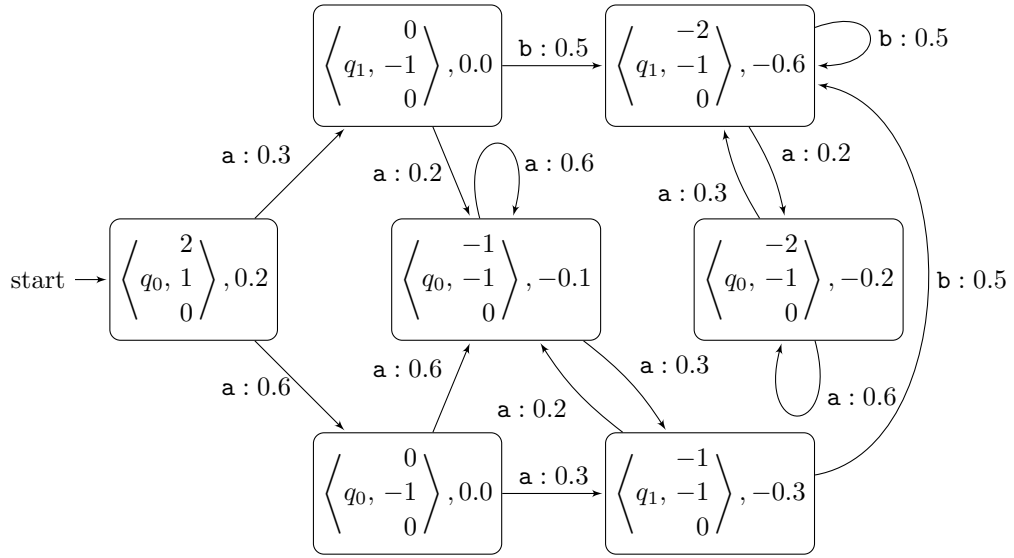 0
⟨q₁, −1⟩, 0.0
0
b : 0.5
−2
⟨q₁, −1⟩, −0.6
0
b : 0.5
a : 0.3
a : 0.2
a : 0.6
a : 0.3
a : 0.2
start
2
⟨q₀, 1⟩, 0.2
0
−1
⟨q₀, −1⟩, −0.1
0
−2
⟨q₀, −1⟩, −0.2
0
b : 0.5
a : 0.6
a : 0.6
a : 0.2
a : 0.3
a : 0.6
0
⟨q₀, −1⟩, 0.0
0
a : 0.3
−1
⟨q₁, −1⟩, −0.3
0